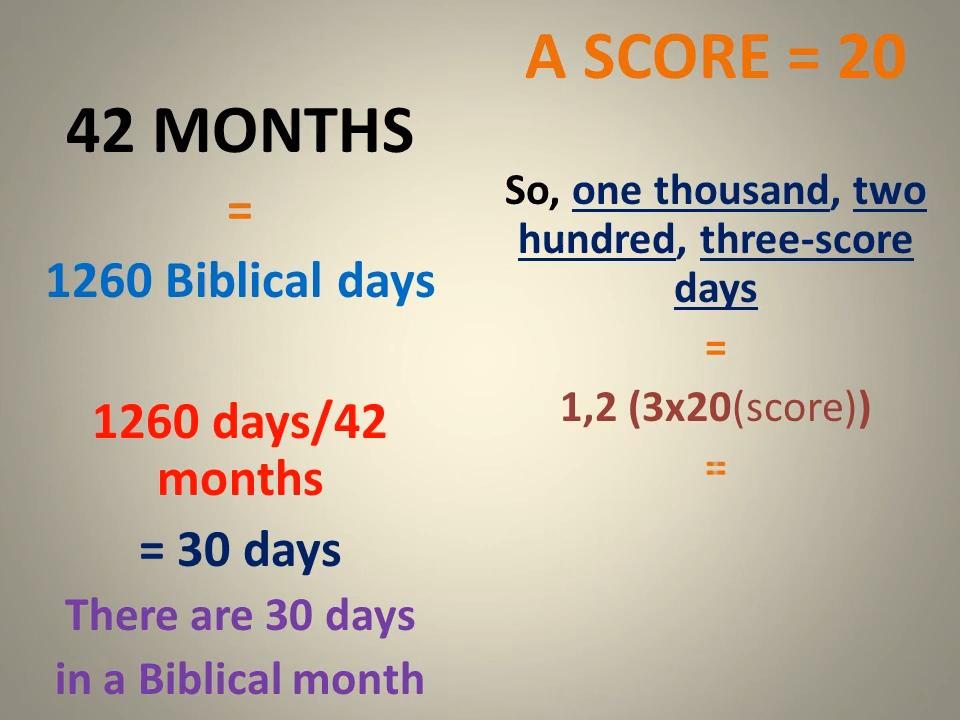 42 MONTHS
=
1260 Biblical days
1260 days/42
months
= 30 days
There are 30 days
in a Biblical month
A SCORE = 20
So, one thousand, two
hundred, three-score
days
=
1,2 (3x20(score))
=